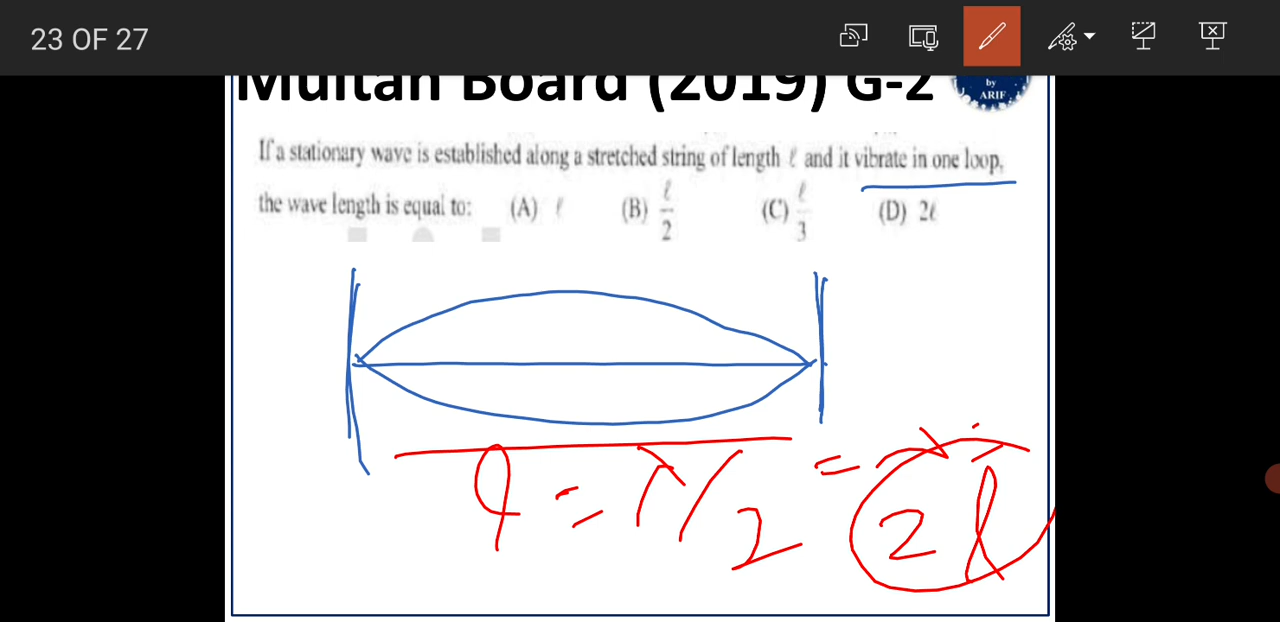 23 OF 27
Multan Board (2019) G-2
by
ARIF
If a stationary wave is established along a stretched string of length ℓ and it vibrate in one loop,
the wave length is equal to: (A) ℓ (B) ℓ/2 (C) ℓ/3 (D) 2ℓ
ℓ = λ/2 = λ =
2ℓ